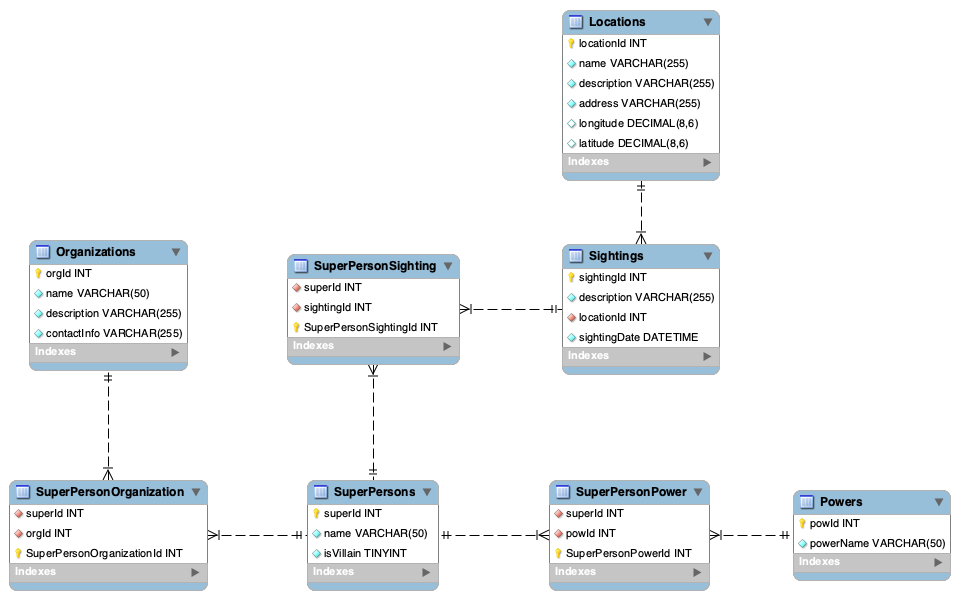 Locations
locationId INT
name VARCHAR(255)
description VARCHAR(255)
address VARCHAR(255)
longitude DECIMAL(8,6)
latitude DECIMAL(8,6)
Indexes
Organizations
orgId INT
name VARCHAR(50)
description VARCHAR(255)
contactInfo VARCHAR(255)
Indexes
SuperPersonSighting
superId INT
sightingId INT
SuperPersonSightingId INT
Indexes
Sightings
sightingId INT
description VARCHAR(255)
locationId INT
sightingDate DATETIME
Indexes
SuperPersonOrganization
superId INT
orgId INT
SuperPersonOrganizationId INT
Indexes
SuperPersons
superId INT
name VARCHAR(50)
isVillain TINYINT
Indexes
SuperPersonPower
superId INT
powId INT
SuperPersonPowerId INT
Indexes
Powers
powId INT
powerName VARCHAR(50)
Indexes